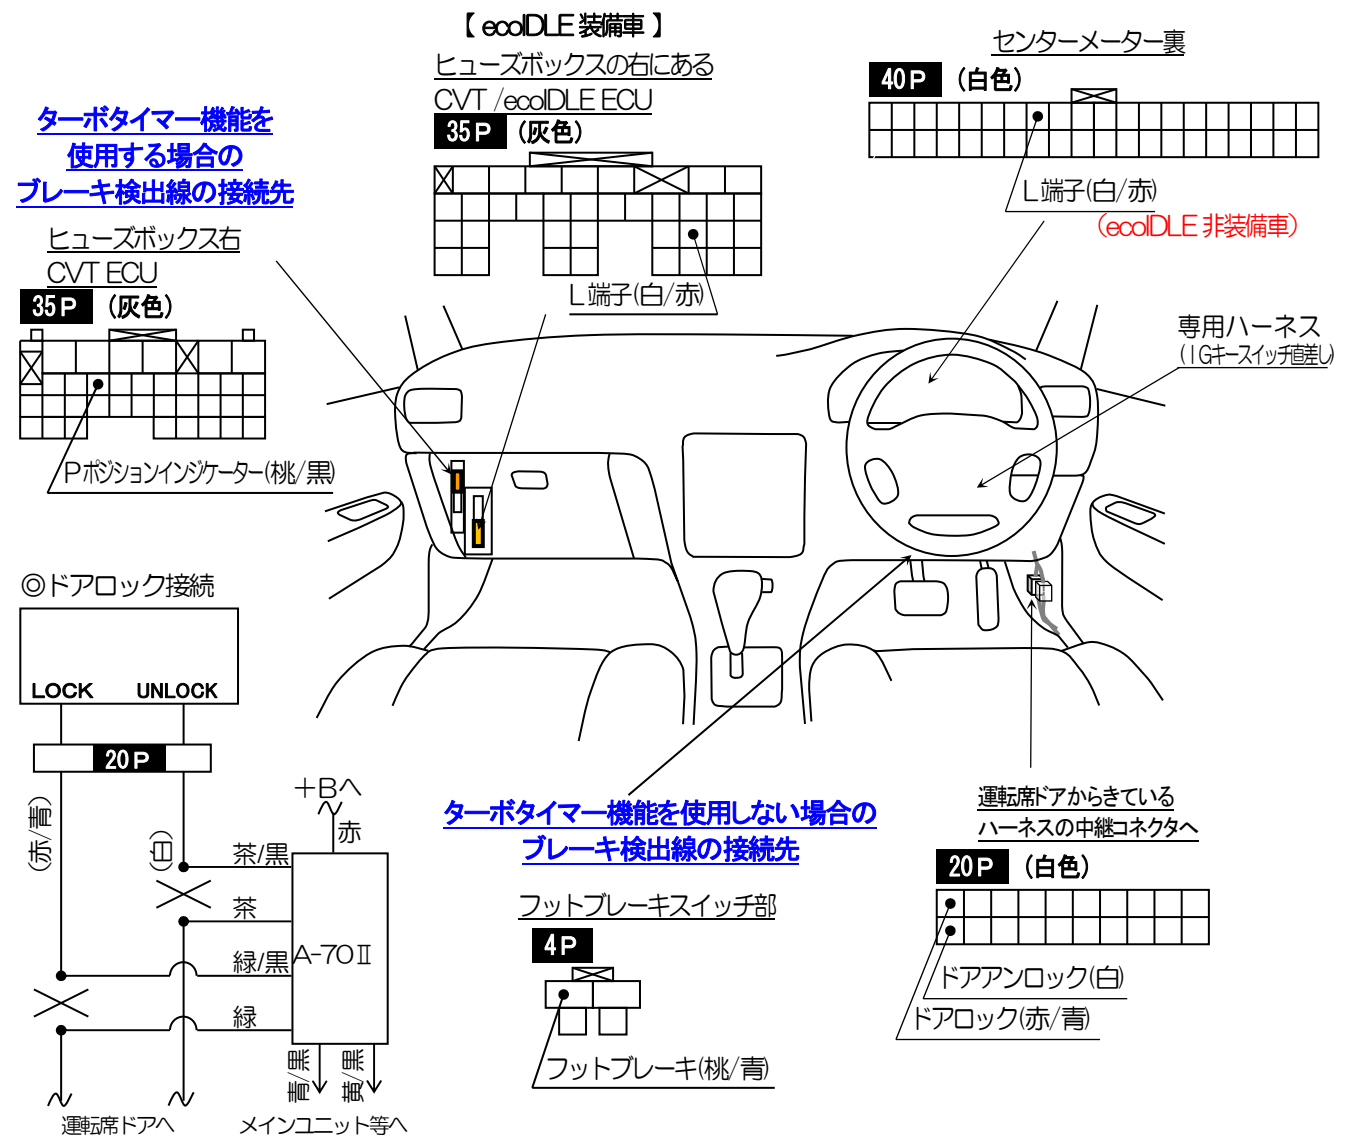 【 ecoIDLE 装備車 】
ヒューズボックスの右にある
CVT /ecoIDLE ECU
35P （灰色）
L端子(白/赤)
センターメーター裏
40P （白色）
L端子(白/赤)
（ecoIDLE 非装備車）
ターボタイマー機能を
使用する場合の
ブレーキ検出線の接続先
ヒューズボックス右
CVT ECU
35P （灰色）
Pポジションインジケーター(桃/黒)
専用ハーネス
(IGキースイッチ直差し)
◎ドアロック接続
LOCK UNLOCK
20P
(赤/青)
(白)
+Bへ
赤
茶/黒
茶
緑/黒
緑
A-70Ⅱ
青/黒
黄/黒
運転席ドアへ
メインユニット等へ
ターボタイマー機能を使用しない場合の
ブレーキ検出線の接続先
フットブレーキスイッチ部
4P
フットブレーキ(桃/青)
運転席ドアからきている
ハーネスの中継コネクタへ
20P （白色）
ドアアンロック(白)
ドアロック(赤/青)